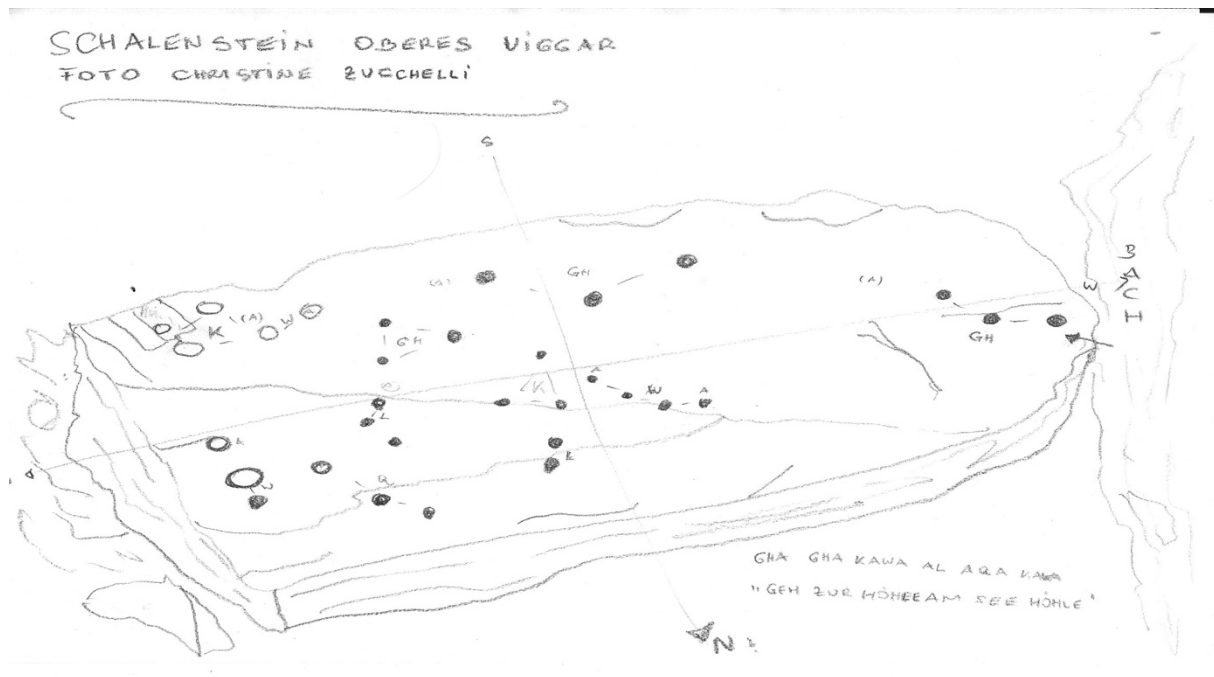 SCHALENSTEIN OBERES VIGGAR
FOTO CHRISTINE ZUCCHELLI
S
BACH
(A)
GH
(A)
W
K
(A)
W
A
GH
GH
(K)
A
W
A
L
A
K
W
Q
GHA GHA KAWA AL AQA KAWA
"GEH ZUR HÖHLE AM SEE HÖHLE"
N